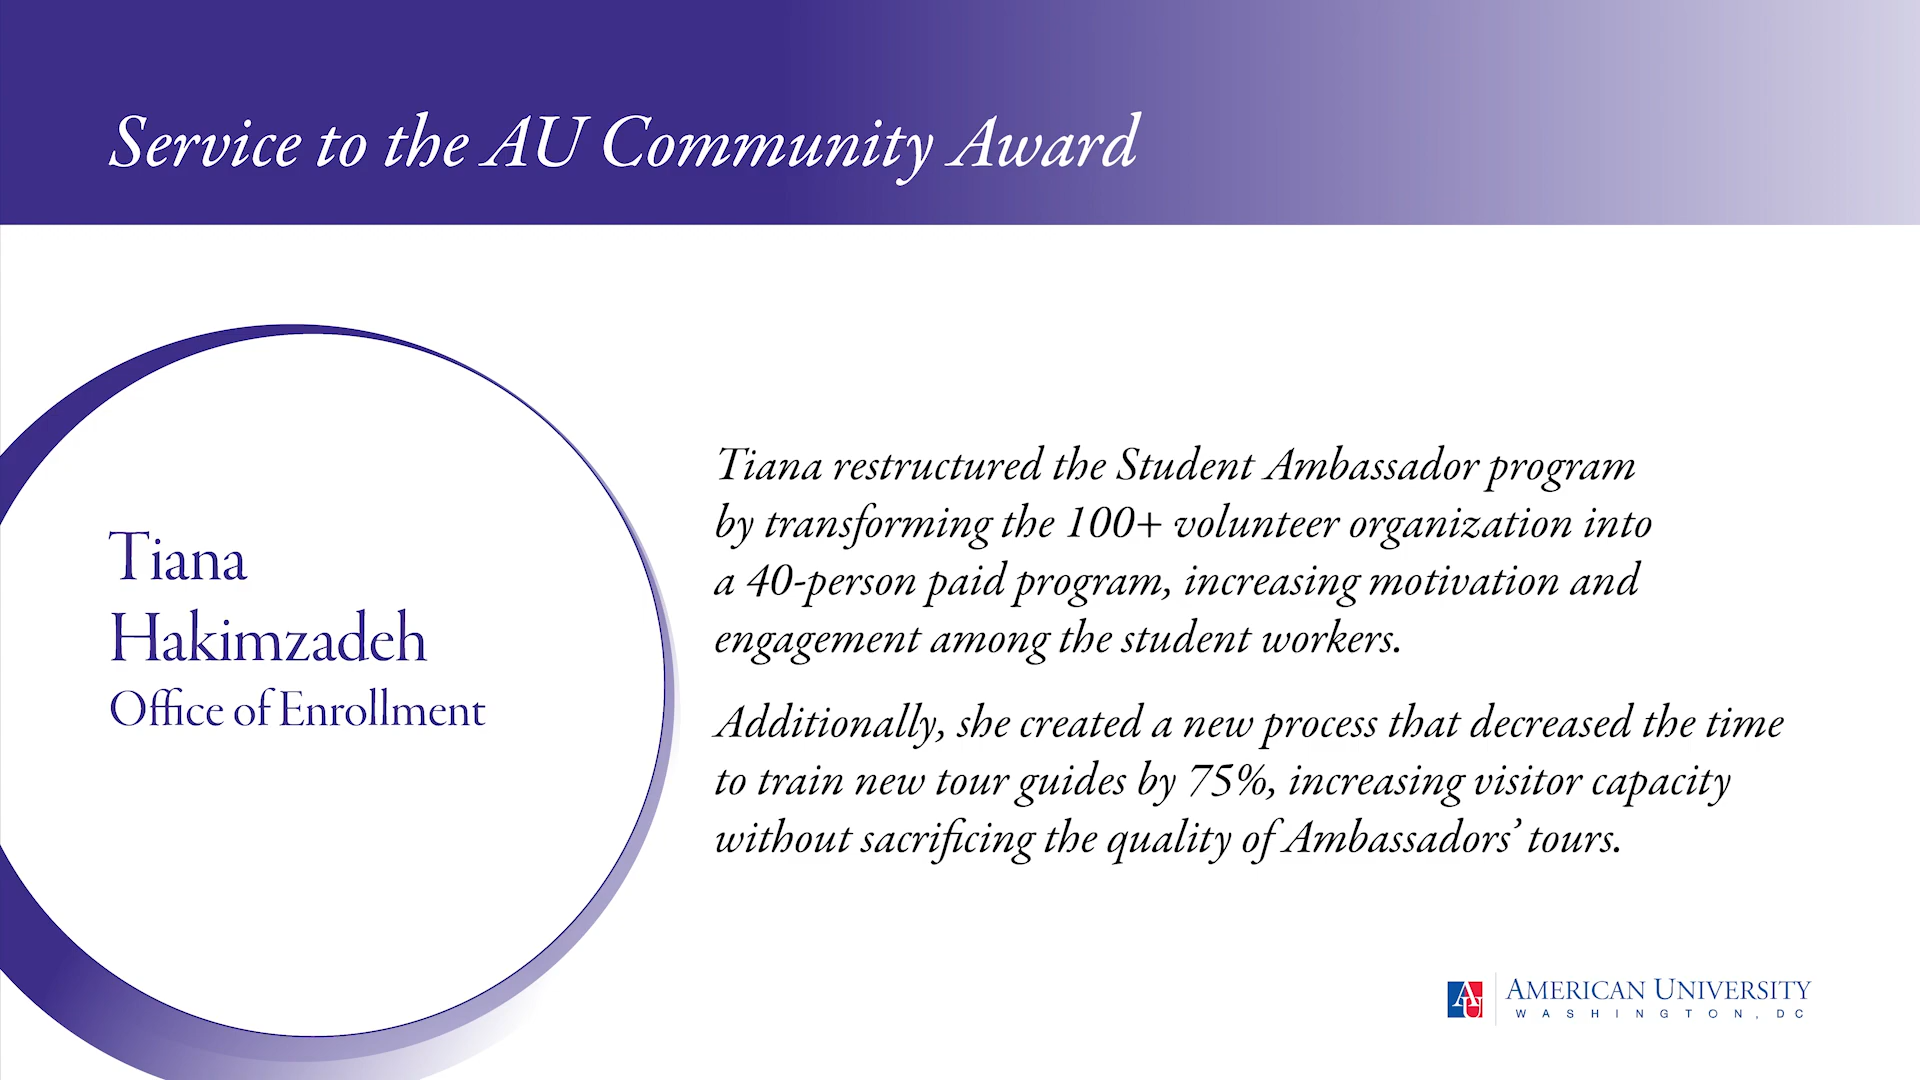 Service to the AU Community Award
Tiana
Hakimzadeh
Office of Enrollment
Tiana restructured the Student Ambassador program
by transforming the 100+ volunteer organization into
a 40-person paid program, increasing motivation and
engagement among the student workers.
Additionally, she created a new process that decreased the time
to train new tour guides by 75%, increasing visitor capacity
without sacrificing the quality of Ambassadors’ tours.
AU
AMERICAN UNIVERSITY
WASHINGTON, DC